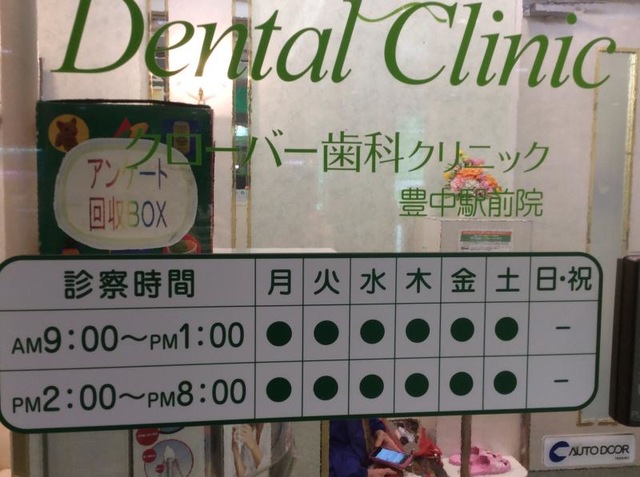 Dental Clinic
クローバー歯科クリニック
豊中駅前院
アンケート
回収BOX
診察時間 月 火 水 木 金 土 日・祝
AM9:00〜PM1:00 ● ● ● ● ● ● −
PM2:00〜PM8:00 ● ● ● ● ● ● −
AUTO DOOR